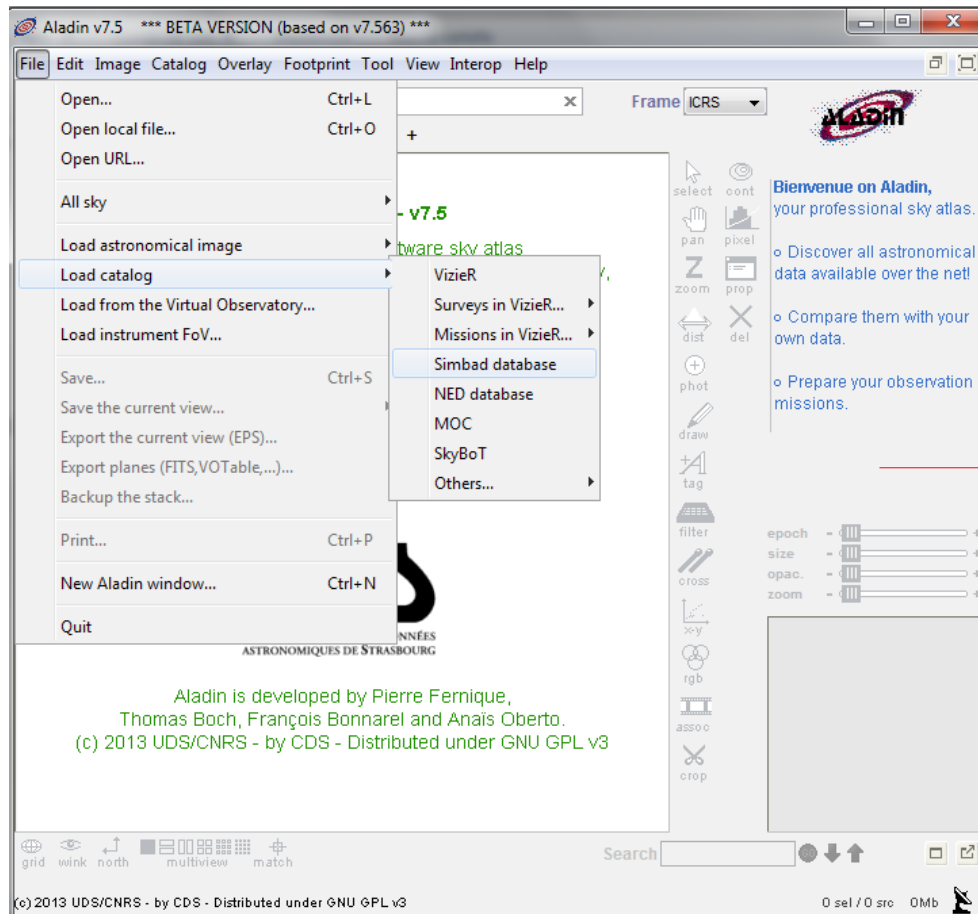 Aladin v7.5 *** BETA VERSION (based on v7.563) ***
File Edit Image Catalog Overlay Footprint Tool View Interop Help
Open... Ctrl+L
Open local file... Ctrl+O
Open URL...
All sky
Load astronomical image
Load catalog
Load from the Virtual Observatory...
Load instrument FoV...
Save... Ctrl+S
Save the current view...
Export the current view (EPS)...
Export planes (FITS,VOTable,...)...
Backup the stack...
Print... Ctrl+P
New Aladin window... Ctrl+N
Quit
VizieR
Surveys in VizieR...
Missions in VizieR...
Simbad database
NED database
MOC
SkyBoT
Others...
Frame ICRS
ALADIN
+
- v7.5
tware sky atlas
NNÉES
ASTRONOMIQUES DE STRASBOURG
Aladin is developed by Pierre Fernique,
Thomas Boch, François Bonnarel and Anaïs Oberto.
(c) 2013 UDS/CNRS - by CDS - Distributed under GNU GPL v3
select cont
pan pixel
zoom prop
dist del
phot
draw
tag
filter
cross
x-y
rgb
assoc
crop
Bienvenue on Aladin,
your professional sky atlas.
Discover all astronomical
data available over the net!
Compare them with your
own data.
Prepare your observation
missions.
epoch - +
size - +
opac. - +
zoom - +
grid wink north multiview match
Search
(c) 2013 UDS/CNRS - by CDS - Distributed under GNU GPL v3
0 sel / 0 src 0Mb